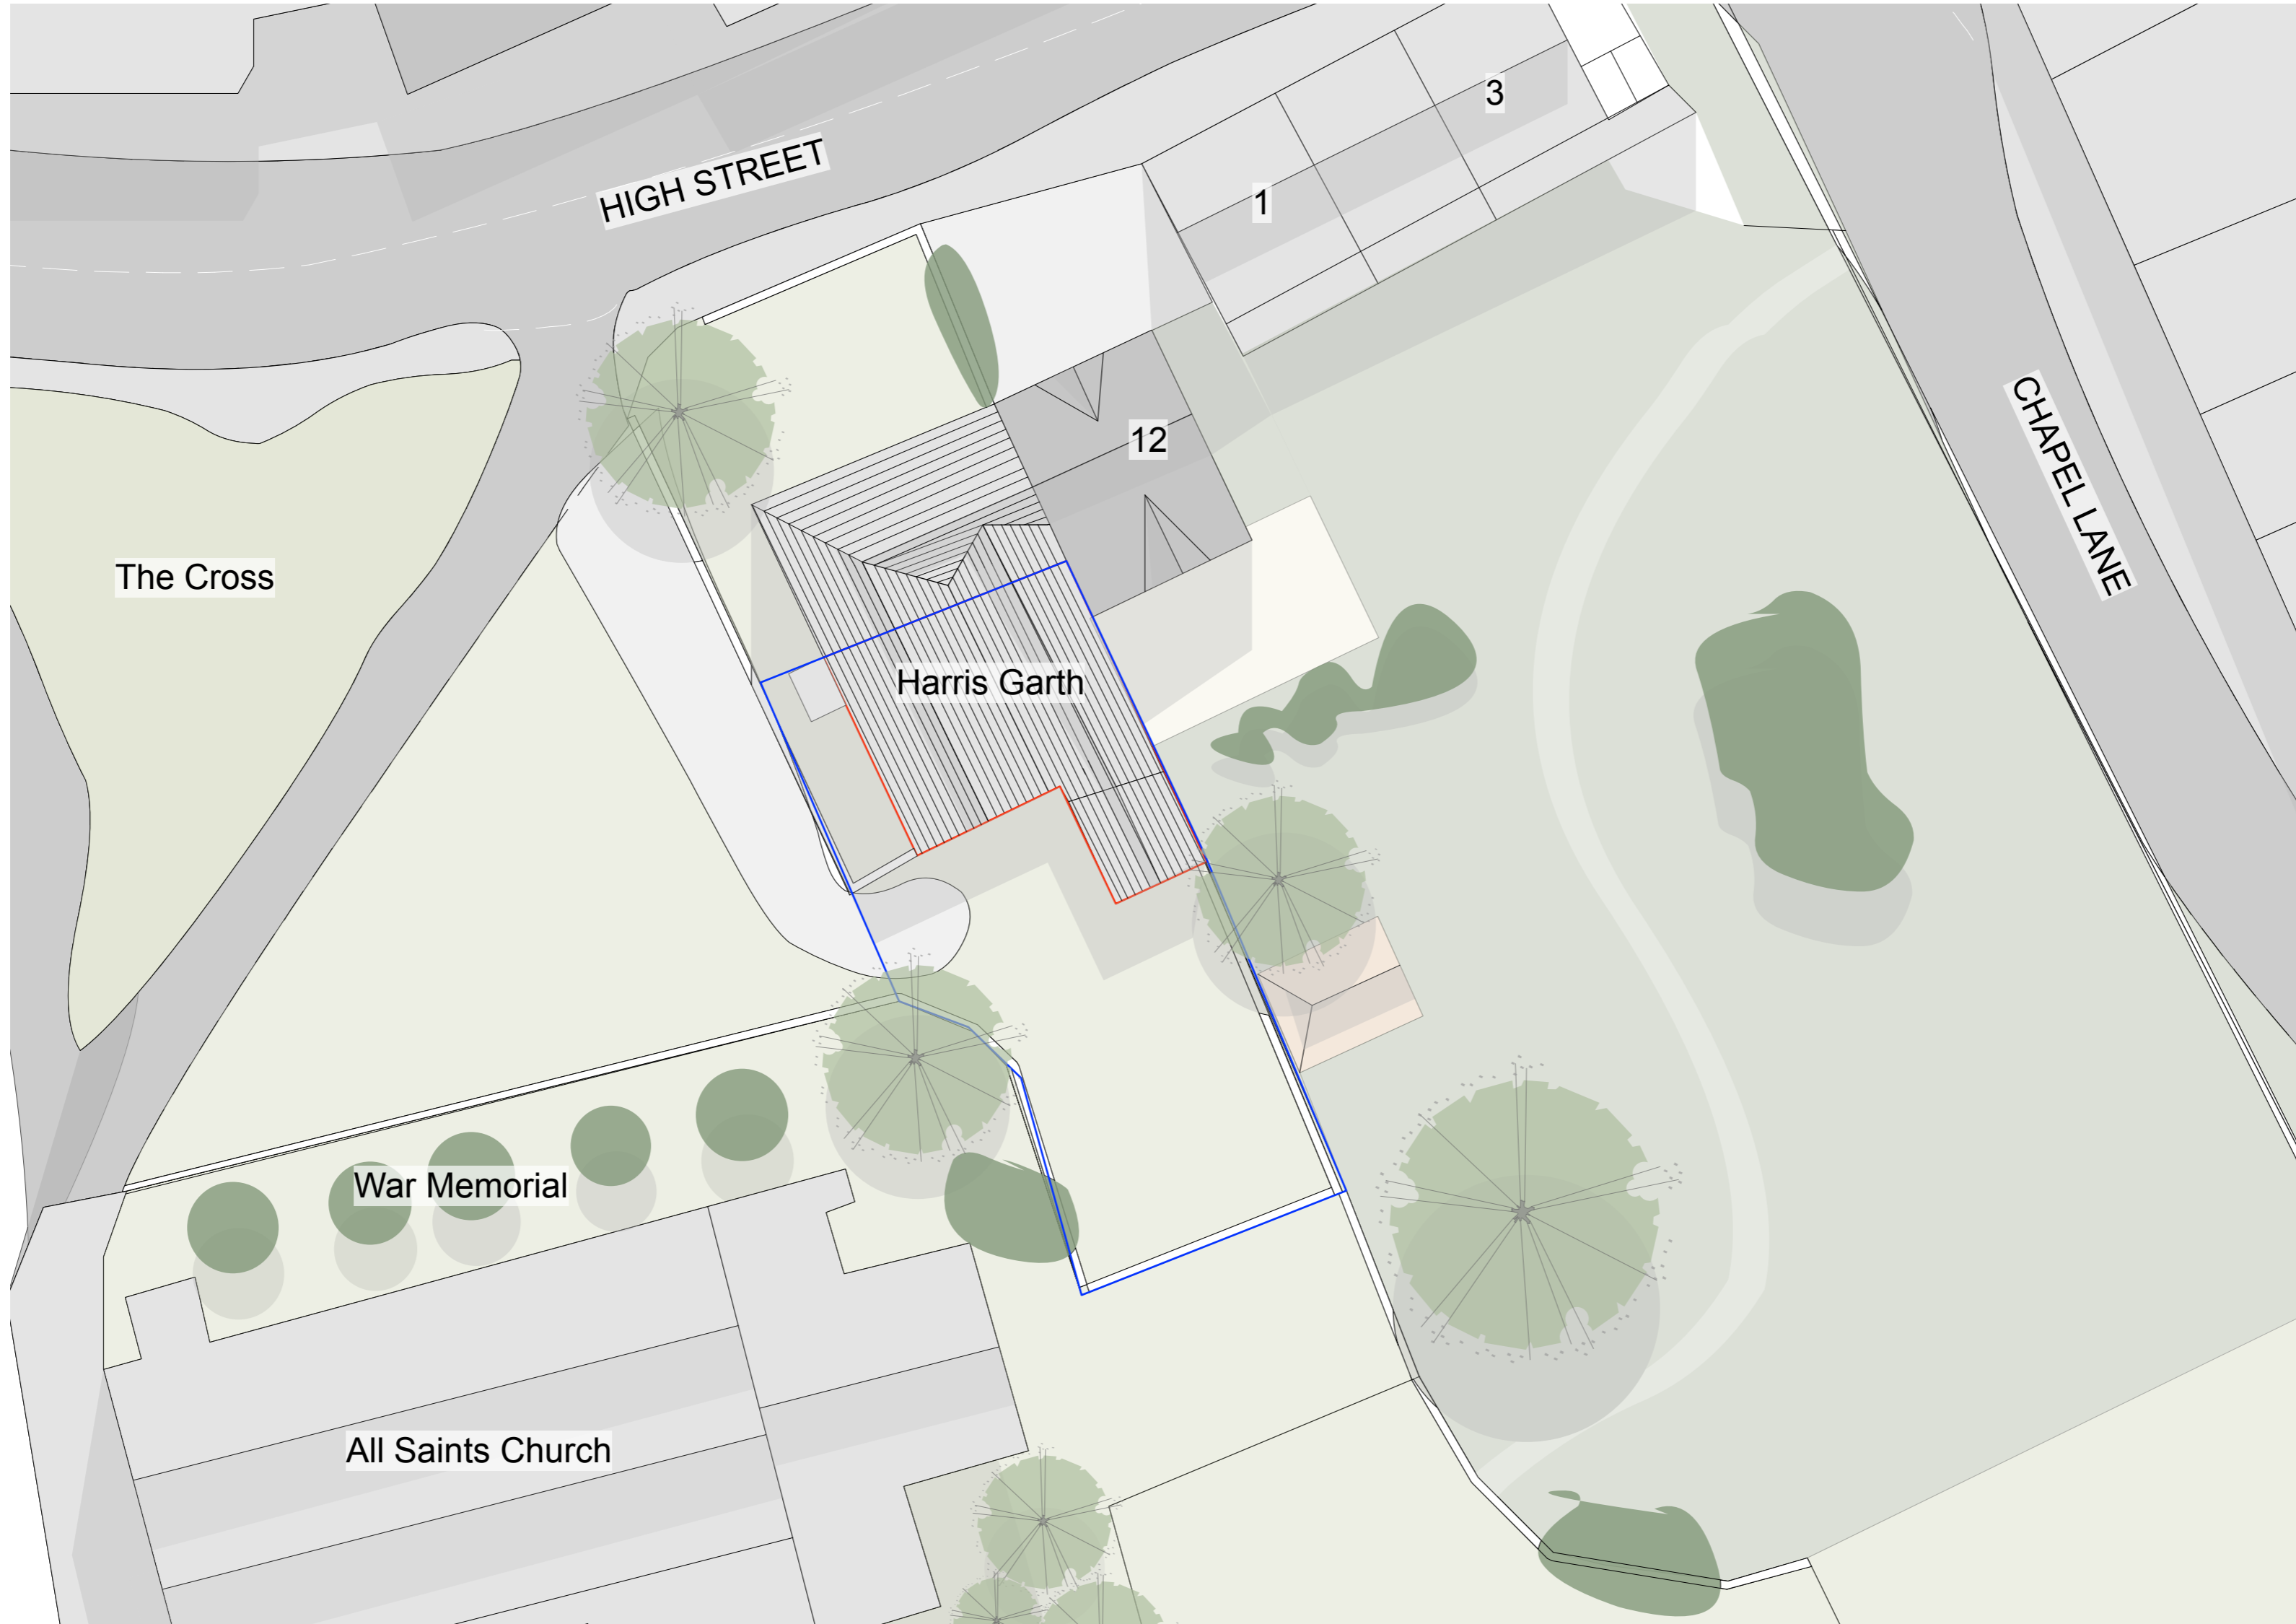 3
HIGH STREET
1
12
CHAPEL LANE
The Cross
Harris Garth
War Memorial
All Saints Church